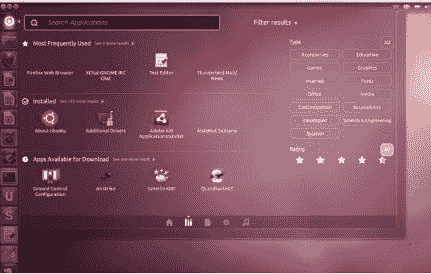 Search Applications
Filter results
Most Frequently Used
Firefox Web Browser
XChat GNOME IRC Chat
Text Editor
Thunderbird Mail/News
Installed
About Ubuntu
Additional Drivers
Adobe AIR Application Installer
Apps Available for Download
Ground Control Configuration
Airstrike
Type
All
Accessories
Education
Games
Graphics
Internet
Fonts
Office
Media
Customization
Accessibility
Developer
Science & Engineering
System
Rating
All